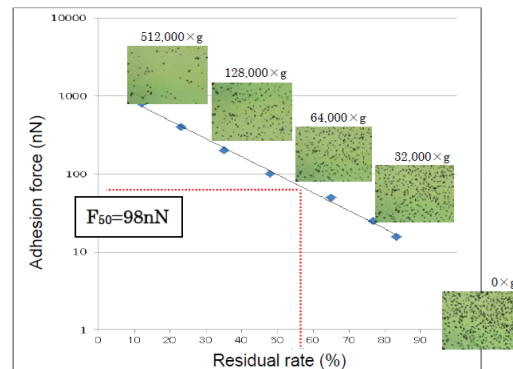 10000
1000
100
10
1
Adhesion force (nN)
512,000×g
128,000×g
64,000×g
32,000×g
0×g
F50=98nN
0 10 20 30 40 50 60 70 80 90
Residual rate (%)